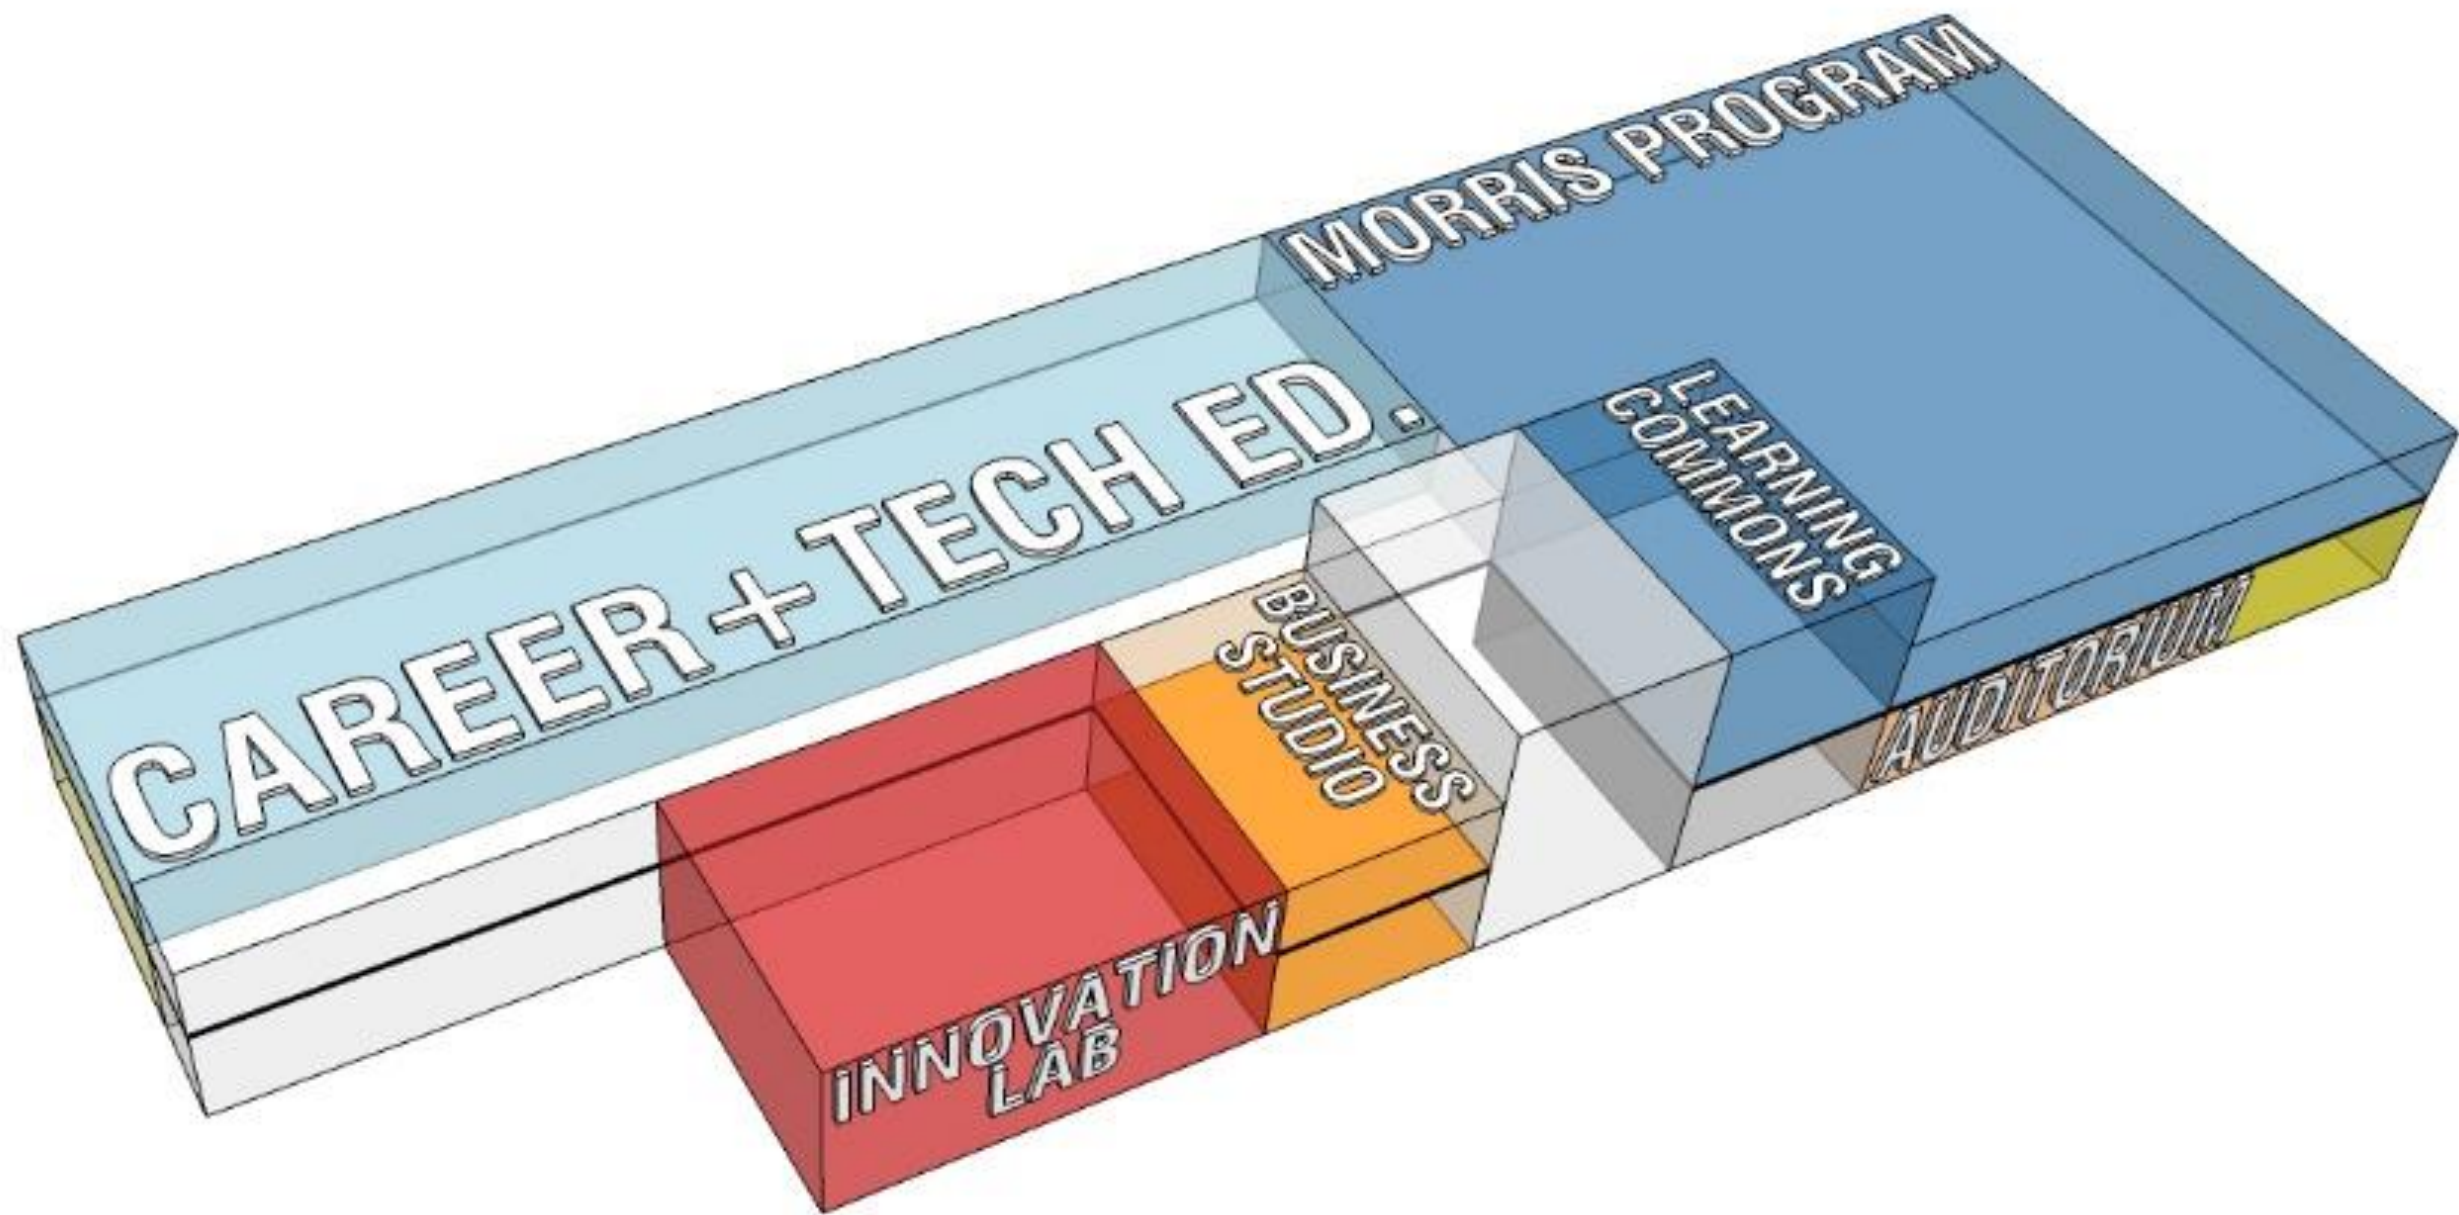 MORRIS PROGRAM
CAREER + TECH ED.
LEARNING
COMMONS
BUSINESS
STUDIO
AUDITORIUM
INNOVATION
LAB